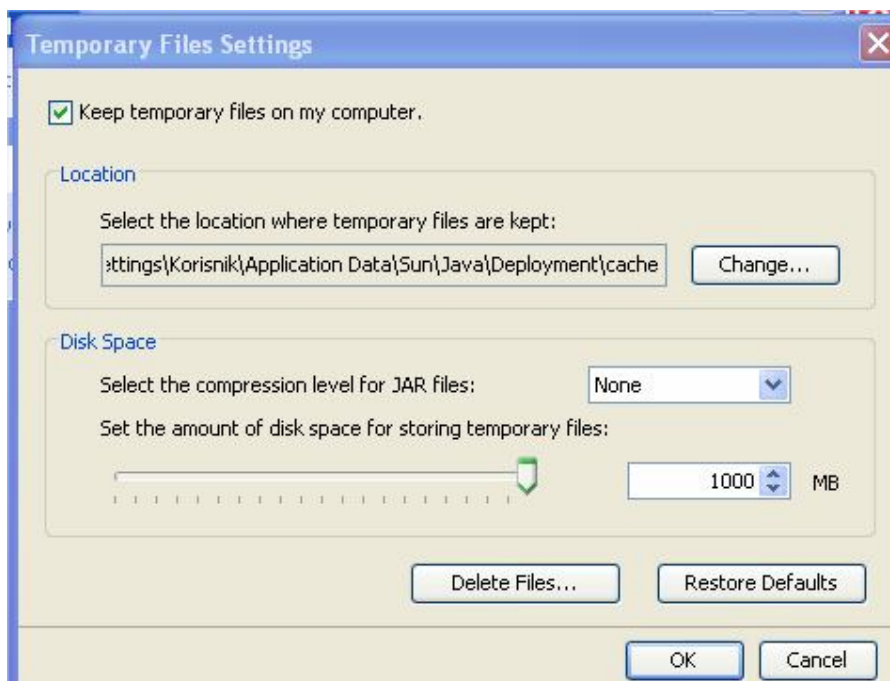 Temporary Files Settings
Keep temporary files on my computer.
Location
Select the location where temporary files are kept:
ettings\Korisnik\Application Data\Sun\Java\Deployment\cache
Change...
Disk Space
Select the compression level for JAR files:
None
Set the amount of disk space for storing temporary files:
1000 MB
Delete Files...
Restore Defaults
OK
Cancel